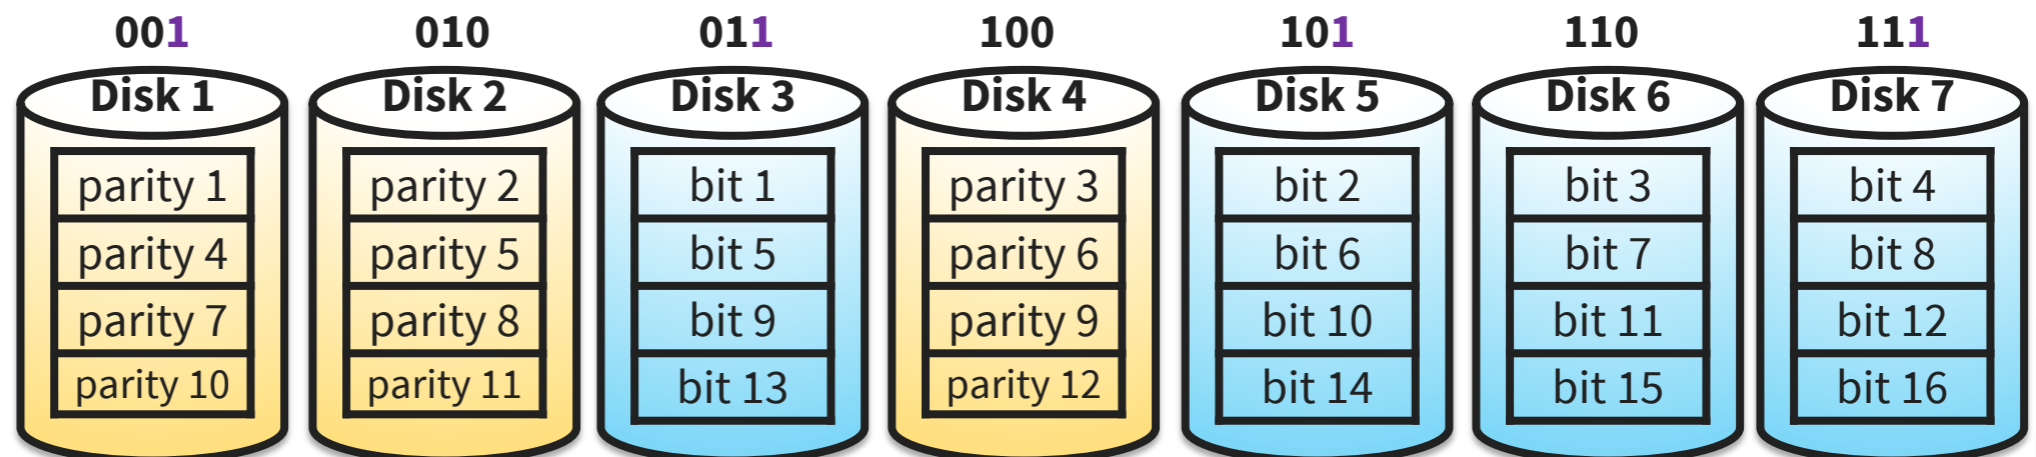 001 010 011 100 101 110 111
Disk 1 Disk 2 Disk 3 Disk 4 Disk 5 Disk 6 Disk 7
parity 1 parity 2 bit 1 parity 3 bit 2 bit 3 bit 4
parity 4 parity 5 bit 5 parity 6 bit 6 bit 7 bit 8
parity 7 parity 8 bit 9 parity 9 bit 10 bit 11 bit 12
parity 10 parity 11 bit 13 parity 12 bit 14 bit 15 bit 16